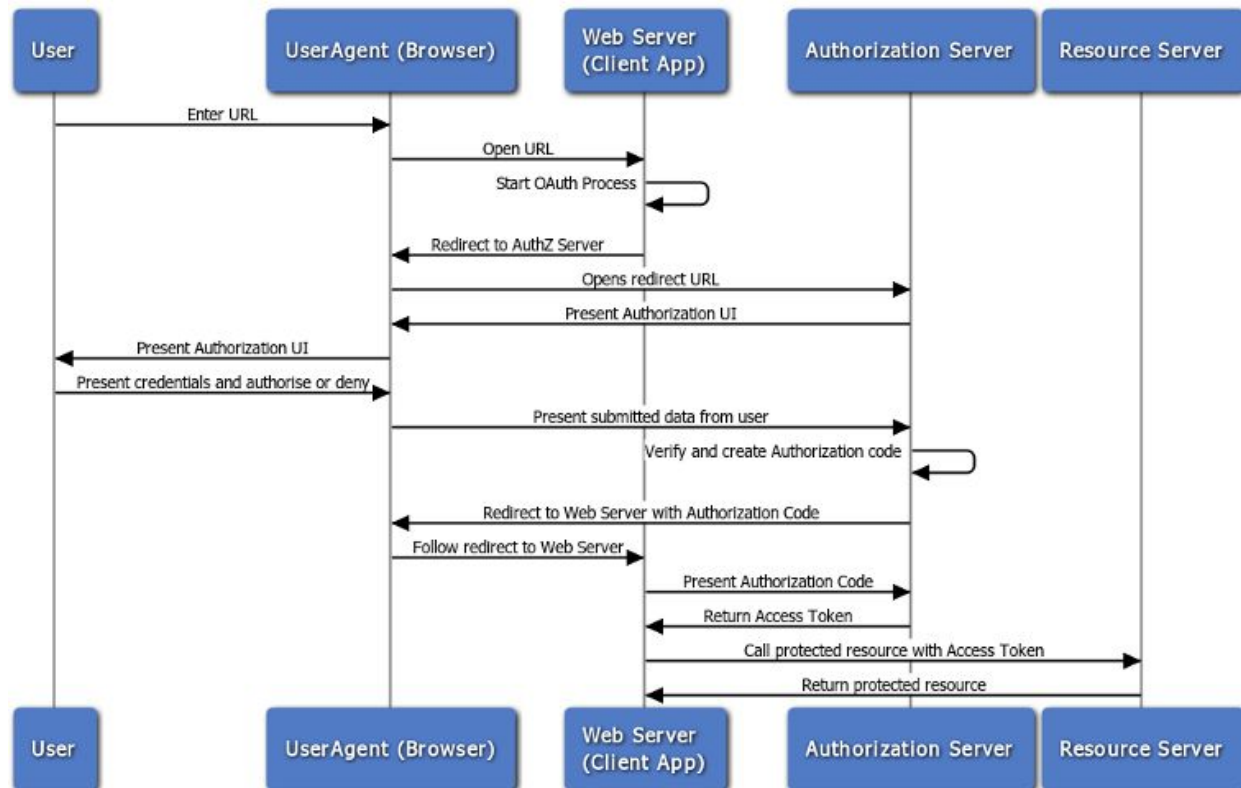 User
UserAgent (Browser)
Web Server
(Client App)
Authorization Server
Resource Server
Enter URL
Open URL
Start OAuth Process
Redirect to AuthZ Server
Opens redirect URL
Present Authorization UI
Present Authorization UI
Present credentials and authorise or deny
Present submitted data from user
Verify and create Authorization code
Redirect to Web Server with Authorization Code
Follow redirect to Web Server
Present Authorization Code
Return Access Token
Call protected resource with Access Token
Return protected resource
User
UserAgent (Browser)
Web Server
(Client App)
Authorization Server
Resource Server